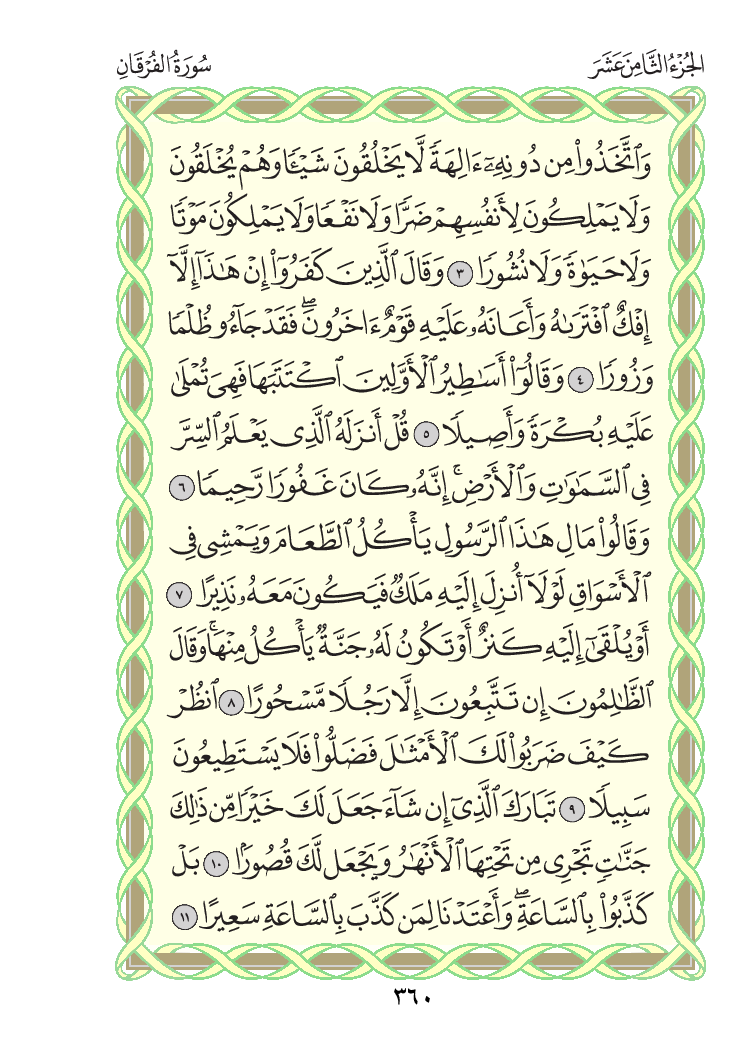 الجُزْءُ الثَّامِنَ عَشَرَ
سُورَةُ الفُرْقَانِ
وَٱتَّخَذُوا۟ مِن دُونِهِۦٓ ءَالِهَةً لَّا يَخْلُقُونَ شَيْـًٔا وَهُمْ يُخْلَقُونَ
وَلَا يَمْلِكُونَ لِأَنفُسِهِمْ ضَرًّا وَلَا نَفْعًا وَلَا يَمْلِكُونَ مَوْتًا
وَلَا حَيَوٰةً وَلَا نُشُورًا ٣ وَقَالَ ٱلَّذِينَ كَفَرُوٓا۟ إِنْ هَـٰذَآ إِلَّآ
إِفْكٌ ٱفْتَرَىٰهُ وَأَعَانَهُۥ عَلَيْهِ قَوْمٌ ءَاخَرُونَ ۖ فَقَدْ جَآءُو ظُلْمًا
وَزُورًا ٤ وَقَالُوٓا۟ أَسَـٰطِيرُ ٱلْأَوَّلِينَ ٱكْتَتَبَهَا فَهِىَ تُمْلَىٰ
عَلَيْهِ بُكْرَةً وَأَصِيلًا ٥ قُلْ أَنزَلَهُ ٱلَّذِى يَعْلَمُ ٱلسِّرَّ
فِى ٱلسَّمَـٰوَٰتِ وَٱلْأَرْضِ ۚ إِنَّهُۥ كَانَ غَفُورًا رَّحِيمًا ٦
وَقَالُوا۟ مَالِ هَـٰذَا ٱلرَّسُولِ يَأْكُلُ ٱلطَّعَامَ وَيَمْشِى فِى
ٱلْأَسْوَاقِ لَوْلَآ أُنزِلَ إِلَيْهِ مَلَكٌ فَيَكُونَ مَعَهُۥ نَذِيرًا ٧
أَوْ يُلْقَىٰٓ إِلَيْهِ كَنزٌ أَوْ تَكُونُ لَهُۥ جَنَّةٌ يَأْكُلُ مِنْهَا ۚ وَقَالَ
ٱلظَّـٰلِمُونَ إِن تَتَّبِعُونَ إِلَّا رَجُلًا مَّسْحُورًا ٨ ٱنظُرْ
كَيْفَ ضَرَبُوا۟ لَكَ ٱلْأَمْثَـٰلَ فَضَلُّوا۟ فَلَا يَسْتَطِيعُونَ
سَبِيلًا ٩ تَبَارَكَ ٱلَّذِىٓ إِن شَآءَ جَعَلَ لَكَ خَيْرًا مِّن ذَٰلِكَ
جَنَّـٰتٍ تَجْرِى مِن تَحْتِهَا ٱلْأَنْهَـٰرُ وَيَجْعَل لَّكَ قُصُورًۢا ١٠ بَلْ
كَذَّبُوا۟ بِٱلسَّاعَةِ ۖ وَأَعْتَدْنَا لِمَن كَذَّبَ بِٱلسَّاعَةِ سَعِيرًا ١١
٣٦٠